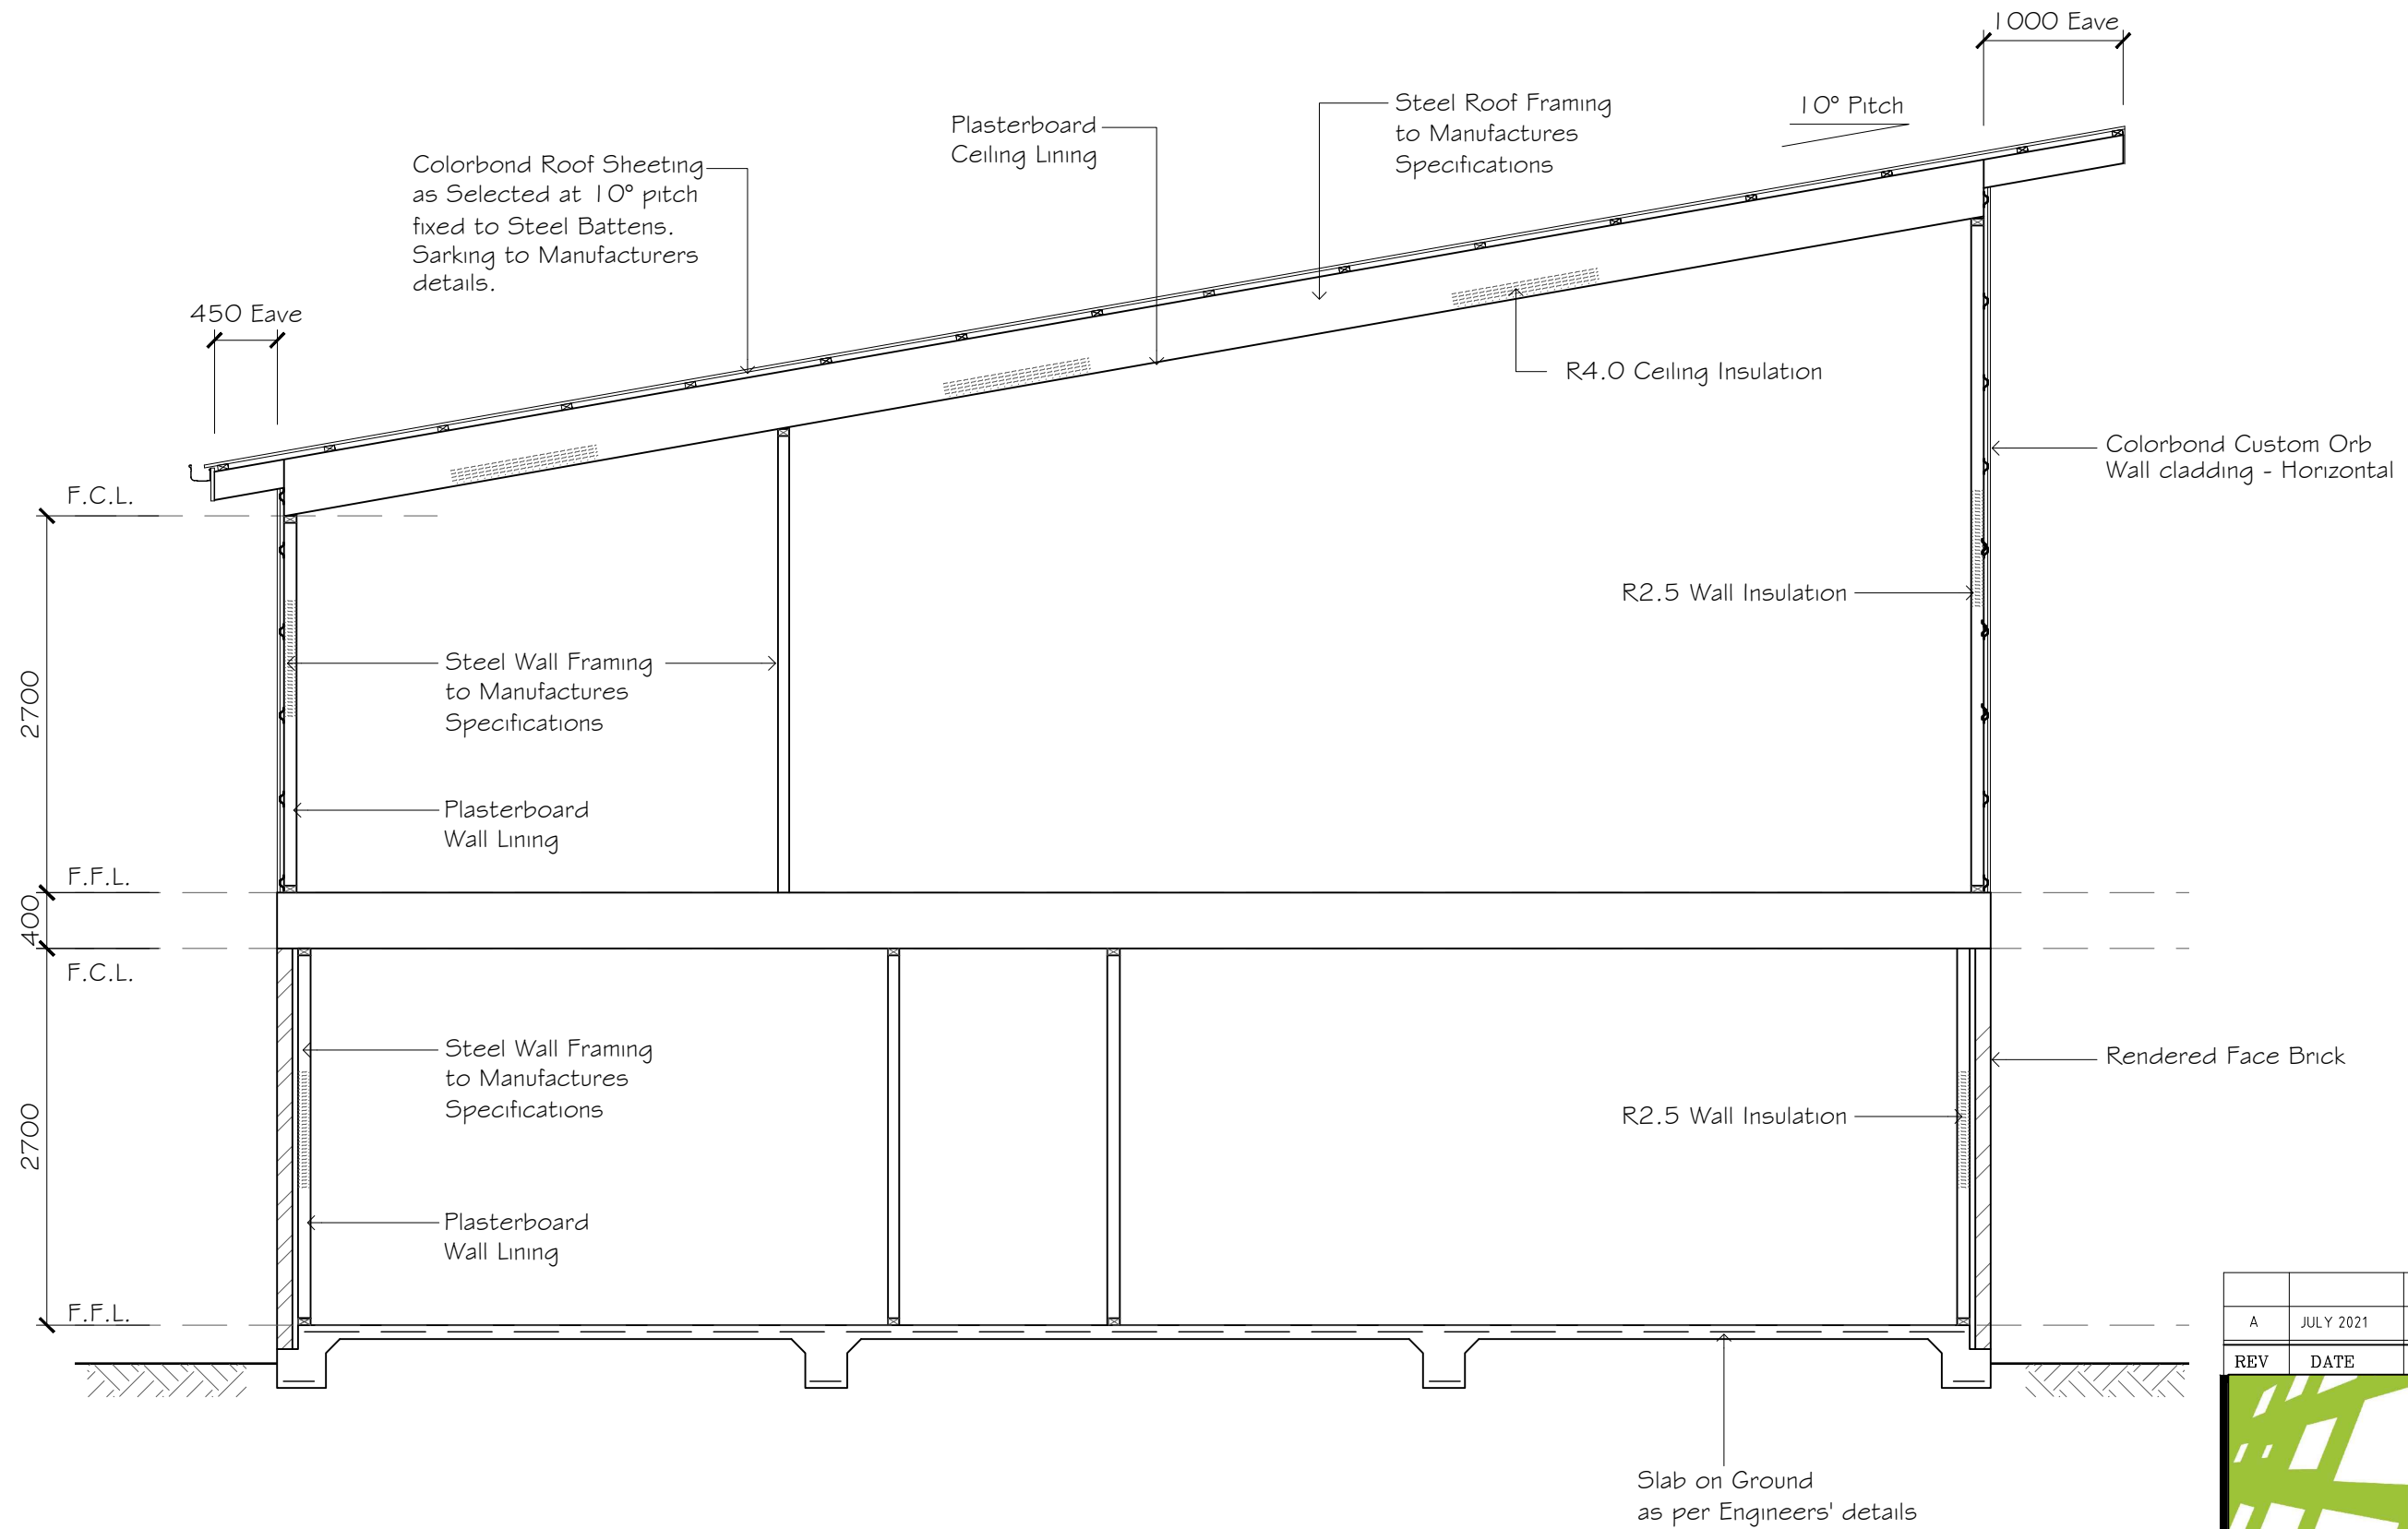 1000 Eave
10° Pitch
Steel Roof Framing
to Manufactures
Specifications
Plasterboard
Ceiling Lining
Colorbond Roof Sheeting
as Selected at 10° pitch
fixed to Steel Battens.
Sarking to Manufacturers
details.
450 Eave
R4.0 Ceiling Insulation
Colorbond Custom Orb
Wall cladding - Horizontal
F.C.L.
2700
R2.5 Wall Insulation
Steel Wall Framing
to Manufactures
Specifications
Plasterboard
Wall Lining
F.F.L.
400
F.C.L.
2700
Steel Wall Framing
to Manufactures
Specifications
Rendered Face Brick
R2.5 Wall Insulation
Plasterboard
Wall Lining
F.F.L.
A JULY 2021
REV DATE
Slab on Ground
as per Engineers' details